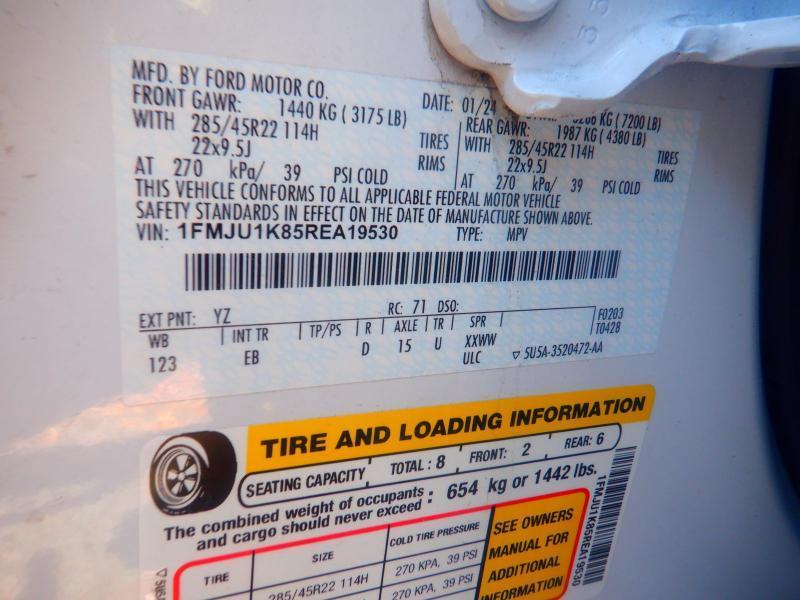 MFD. BY FORD MOTOR CO.
DATE: 01/24 KG (7200 LB)
FRONT GAWR: 1440 KG (3175 LB) REAR GAWR: 1987 KG (4380 LB)
WITH 285/45R22 114H TIRES WITH 285/45R22 114H TIRES
22x9.5J RIMS 22x9.5J RIMS
AT 270 kPa/ 39 PSI COLD AT 270 kPa/ 39 PSI COLD
THIS VEHICLE CONFORMS TO ALL APPLICABLE FEDERAL MOTOR VEHICLE
SAFETY STANDARDS IN EFFECT ON THE DATE OF MANUFACTURE SHOWN ABOVE.
VIN: 1FMJU1K85REA19530 TYPE: MPV
EXT PNT: YZ RC: 71 DSO: F0203
WB INT TR TP/PS R AXLE TR SPR T0428
123 EB D 15 U XXWW
ULC 5U5A-3520472-AA
TIRE AND LOADING INFORMATION
SEATING CAPACITY TOTAL: 8 FRONT: 2 REAR: 6
The combined weight of occupants and cargo should never exceed : 654 kg or 1442 lbs.
TIRE SIZE COLD TIRE PRESSURE
285/45R22 114H 270 KPA, 39 PSI
270 KPA, 39 PSI
SEE OWNERS
MANUAL FOR
ADDITIONAL
INFORMATION
1FMJU1K85REA19530